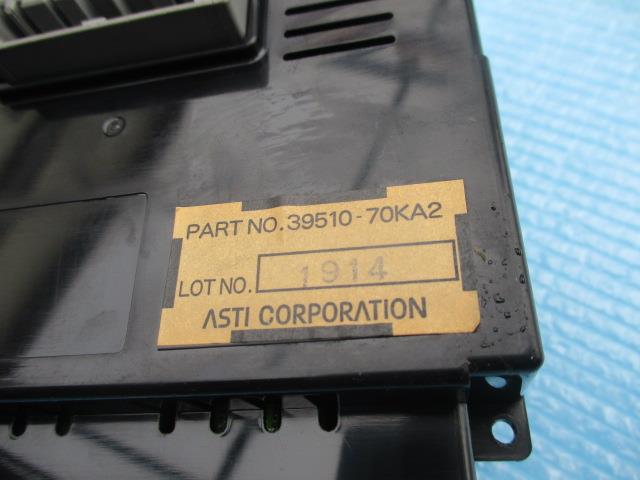 PART NO. 39510-70KA2
LOT NO. 1914
ASTI CORPORATION